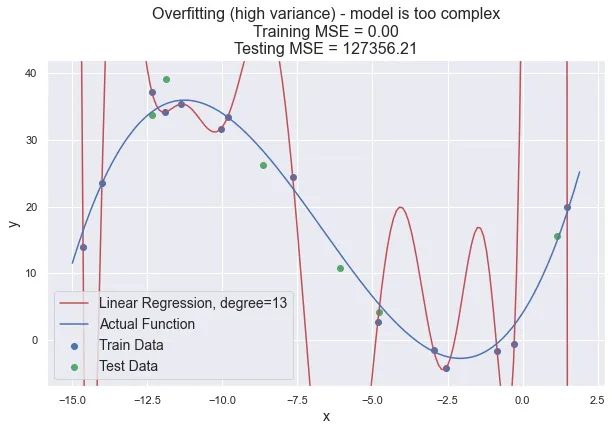 Overfitting (high variance) - model is too complex
Training MSE = 0.00
Testing MSE = 127356.21
40
30
20
10
0
y
Linear Regression, degree=13
Actual Function
Train Data
Test Data
−15.0 −12.5 −10.0 −7.5 −5.0 −2.5 0.0 2.5
x